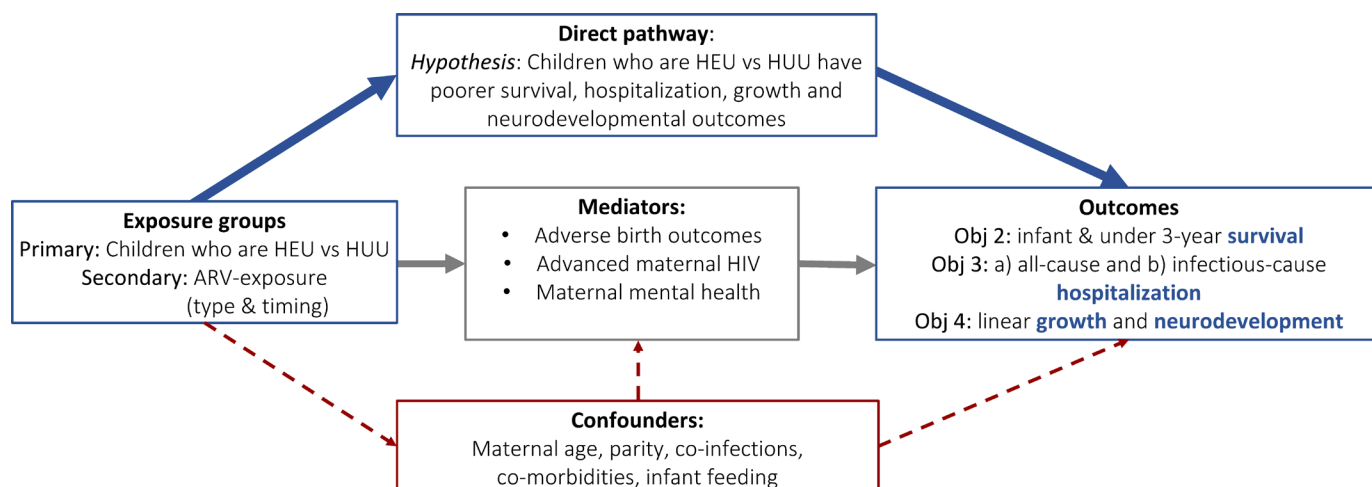 Direct pathway:
Hypothesis: Children who are HEU vs HUU have
poorer survival, hospitalization, growth and
neurodevelopmental outcomes
Exposure groups
Primary: Children who are HEU vs HUU
Secondary: ARV-exposure
(type & timing)
Mediators:
• Adverse birth outcomes
• Advanced maternal HIV
• Maternal mental health
Outcomes
Obj 2: infant & under 3-year survival
Obj 3: a) all-cause and b) infectious-cause
hospitalization
Obj 4: linear growth and neurodevelopment
Confounders:
Maternal age, parity, co-infections,
co-morbidities, infant feeding